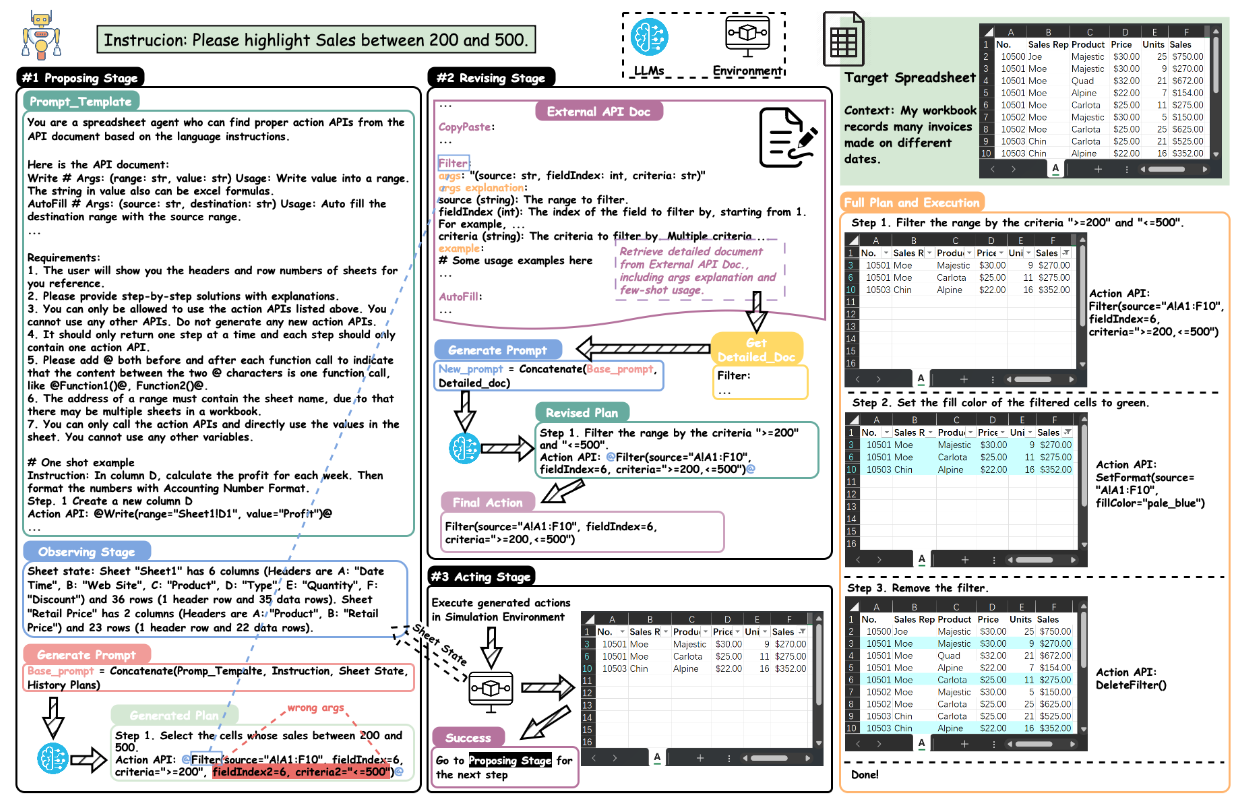 Instrucion: Please highlight Sales between 200 and 500.
LLMs
Environment
#1 Proposing Stage
Prompt_Template
You are a spreadsheet agent who can find proper action APIs from the
API document based on the language instructions.
Here is the API document:
Write # Args: (range: str, value: str) Usage: Write value into a range.
The string in value also can be excel formulas.
AutoFill # Args: (source: str, destination: str) Usage: Auto fill the
destination range with the source range.
...
Requirements:
1. The user will show you the headers and row numbers of sheets for
you reference.
2. Please provide step-by-step solutions with explanations.
3. You can only be allowed to use the action APIs listed above. You
cannot use any other APIs. Do not generate any new action APIs.
4. It should only return one step at a time and each step should only
contain one action API.
5. Please add @ both before and after each function call to indicate
that the content between the two @ characters is one function call,
like @Function1()@, Function2()@.
6. The address of a range must contain the sheet name, due to that
there may be multiple sheets in a workbook.
7. You can only call the action APIs and directly use the values in the
sheet. You cannot use any other variables.
# One shot example
Instruction: In column D, calculate the profit for each week. Then
format the numbers with Accounting Number Format.
Step. 1 Create a new column D
Action API: @Write(range="Sheet1!D1", value="Profit")@
...
Observing Stage
Sheet state: Sheet "Sheet1" has 6 columns (Headers are A: "Date
Time", B: "Web Site", C: "Product", D: "Type", E: "Quantity", F:
"Discount") and 36 rows (1 header row and 35 data rows). Sheet
"Retail Price" has 2 columns (Headers are A: "Product", B: "Retail
Price") and 23 rows (1 header row and 22 data rows).
Generate Prompt
Base_prompt = Concatenate(Promp_Tempalte, Instruction, Sheet State,
History Plans)
wrong args
Generated Plan
Step 1. Select the cells whose sales between 200 and
500.
Action API: @Filter(source="A!A1:F10", fieldIndex=6,
criteria=">=200", fieldIndex2=6, criteria2="<=500")@
#2 Revising Stage
External API Doc
...
CopyPaste:
...
Filter:
args: "(source: str, fieldIndex: int, criteria: str)"
args explanation:
source (string): The range to filter.
fieldIndex (int): The index of the field to filter by, starting from 1.
For example, ...
criteria (string): The criteria to filter by. Multiple criteria...
example:
# Some usage examples here
...
AutoFill:
...
Retrieve detailed document
from External API Doc.,
including args explanation and
few-shot usage.
Get
Detailed_Doc
Filter:
...
Generate Prompt
New_prompt = Concatenate(Base_prompt,
Detailed_doc)
Revised Plan
Step 1. Filter the range by the criteria ">=200"
and "<=500".
Action API: @Filter(source="A!A1:F10",
fieldIndex=6, criteria=">=200,<=500")@
Final Action
Filter(source="A!A1:F10", fieldIndex=6,
criteria=">=200,<=500")
#3 Acting Stage
Execute generated actions
in Simulation Environment
Sheet State
Success
Go to Proposing Stage for
the next step
A B C D E F
1 No. Sales R Produc Price Uni Sales
3 10501 Moe Majestic $30.00 9 $270.00
6 10501 Moe Carlota $25.00 11 $275.00
10 10503 Chin Alpine $22.00 16 $352.00
11
12
13
14
15
16
A
Target Spreadsheet
Context: My workbook
records many invoices
made on different
dates.
A B C D E F
1 No. Sales Rep Product Price Units Sales
2 10500 Joe Majestic $30.00 25 $750.00
3 10501 Moe Majestic $30.00 9 $270.00
4 10501 Moe Quad $32.00 21 $672.00
5 10501 Moe Alpine $22.00 7 $154.00
6 10501 Moe Carlota $25.00 11 $275.00
7 10502 Moe Majestic $30.00 5 $150.00
8 10502 Moe Carlota $25.00 25 $625.00
9 10503 Chin Carlota $25.00 21 $525.00
10 10503 Chin Alpine $22.00 16 $352.00
A
Full Plan and Execution
Step 1. Filter the range by the criteria ">=200" and "<=500".
A B C D E F
1 No. Sales R Produc Price Uni Sales
3 10501 Moe Majestic $30.00 9 $270.00
6 10501 Moe Carlota $25.00 11 $275.00
10 10503 Chin Alpine $22.00 16 $352.00
11
12
13
14
15
16
A
Action API:
Filter(source="A!A1:F10",
fieldIndex=6,
criteria=">=200,<=500")
Step 2. Set the fill color of the filtered cells to green.
A B C D E F
1 No. Sales R Produc Price Uni Sales
3 10501 Moe Majestic $30.00 9 $270.00
6 10501 Moe Carlota $25.00 11 $275.00
10 10503 Chin Alpine $22.00 16 $352.00
11
12
13
14
15
16
A
Action API:
SetFormat(source=
"A!A1:F10",
fillColor="pale_blue")
Step 3. Remove the filter.
A B C D E F
1 No. Sales Rep Product Price Units Sales
2 10500 Joe Majestic $30.00 25 $750.00
3 10501 Moe Majestic $30.00 9 $270.00
4 10501 Moe Quad $32.00 21 $672.00
5 10501 Moe Alpine $22.00 7 $154.00
6 10501 Moe Carlota $25.00 11 $275.00
7 10502 Moe Majestic $30.00 5 $150.00
8 10502 Moe Carlota $25.00 25 $625.00
9 10503 Chin Carlota $25.00 21 $525.00
10 10503 Chin Alpine $22.00 16 $352.00
A
Action API:
DeleteFilter()
Done!